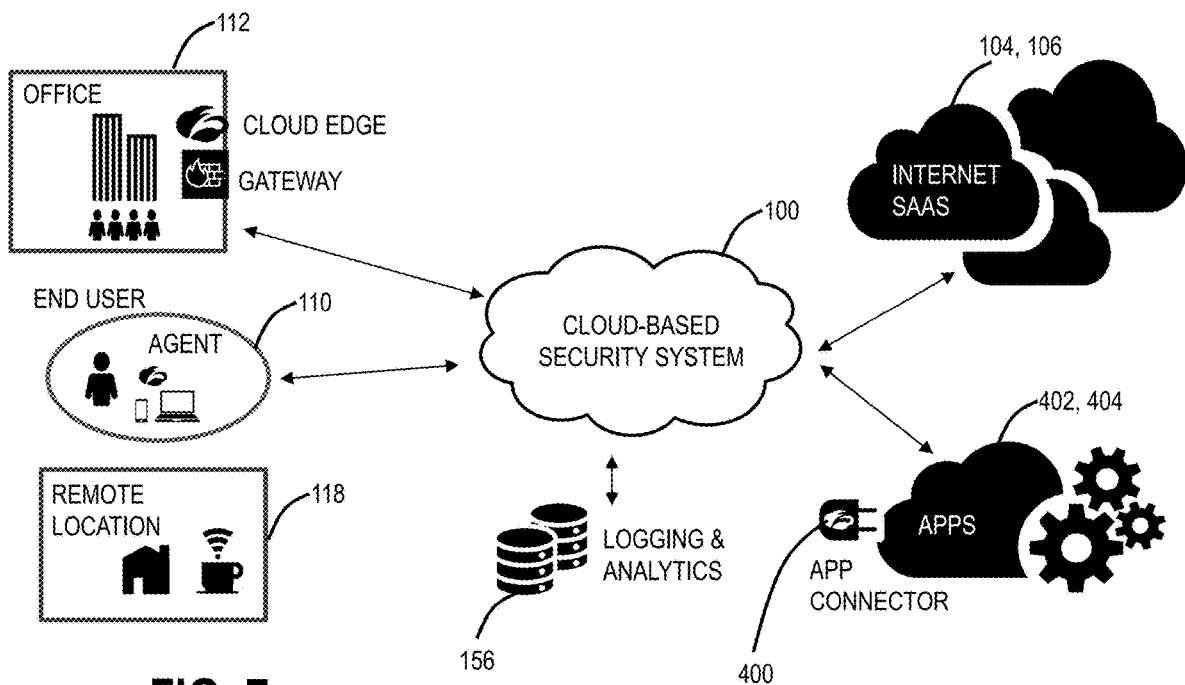 112
OFFICE
CLOUD EDGE
GATEWAY
104, 106
INTERNET
SAAS
100
CLOUD-BASED
SECURITY SYSTEM
END USER
110
AGENT
402, 404
APPS
REMOTE
LOCATION
118
LOGGING &
ANALYTICS
APP
CONNECTOR
156
400